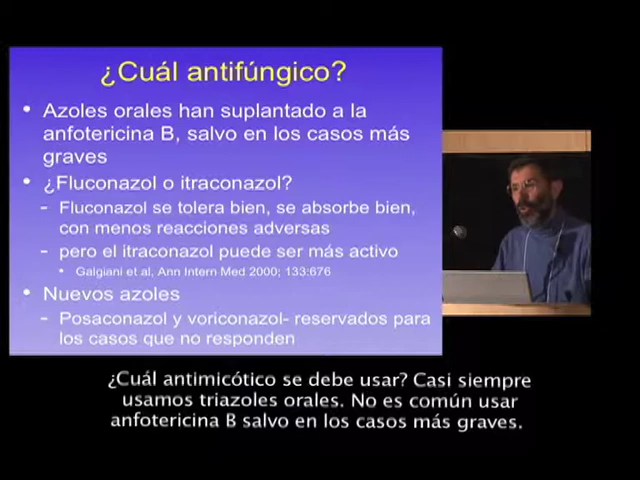 ¿Cuál antifúngico?
• Azoles orales han suplantado a la
anfotericina B, salvo en los casos más
graves
• ¿Fluconazol o itraconazol?
- Fluconazol se tolera bien, se absorbe bien,
con menos reacciones adversas
- pero el itraconazol puede ser más activo
• Galgiani et al, Ann Intern Med 2000; 133:676
• Nuevos azoles
- Posaconazol y voriconazol- reservados para
los casos que no responden
¿Cuál antimicótico se debe usar? Casi siempre
usamos triazoles orales. No es común usar
anfotericina B salvo en los casos más graves.